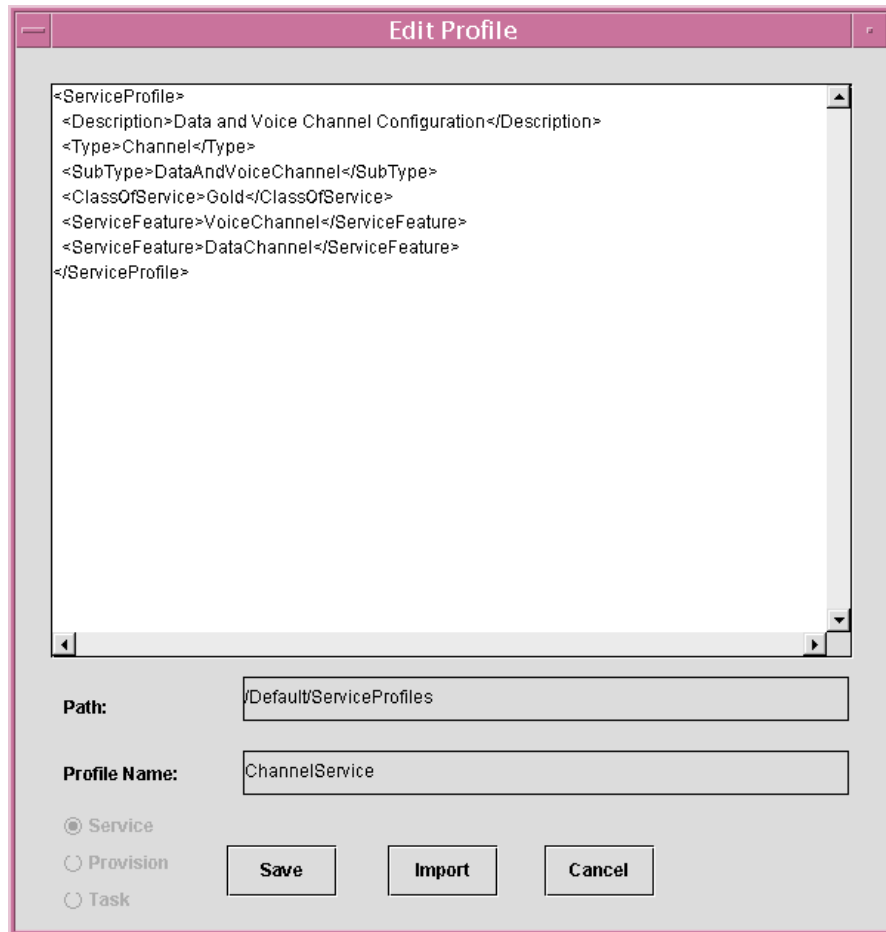 Edit Profile
<ServiceProfile>
<Description>Data and Voice Channel Configuration</Description>
<Type>Channel</Type>
<SubType>DataAndVoiceChannel</SubType>
<ClassOfService>Gold</ClassOfService>
<ServiceFeature>VoiceChannel</ServiceFeature>
<ServiceFeature>DataChannel</ServiceFeature>
</ServiceProfile>
Path: /Default/ServiceProfiles
Profile Name: ChannelService
Service
Provision
Task
Save Import Cancel